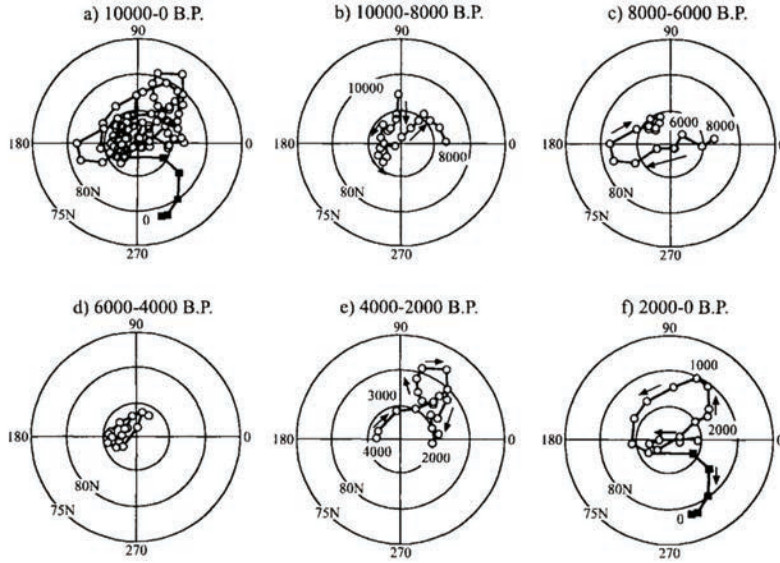 a) 10000-0 B.P.
90
180
0
80N
75N
0
270
b) 10000-8000 B.P.
90
10000
180
8000
0
80N
75N
270
c) 8000-6000 B.P.
90
6000
8000
180
0
80N
75N
270
d) 6000-4000 B.P.
90
180
0
80N
75N
270
e) 4000-2000 B.P.
90
3000
180
4000
2000
0
80N
75N
270
f) 2000-0 B.P.
90
1000
2000
180
0
80N
75N
0
270